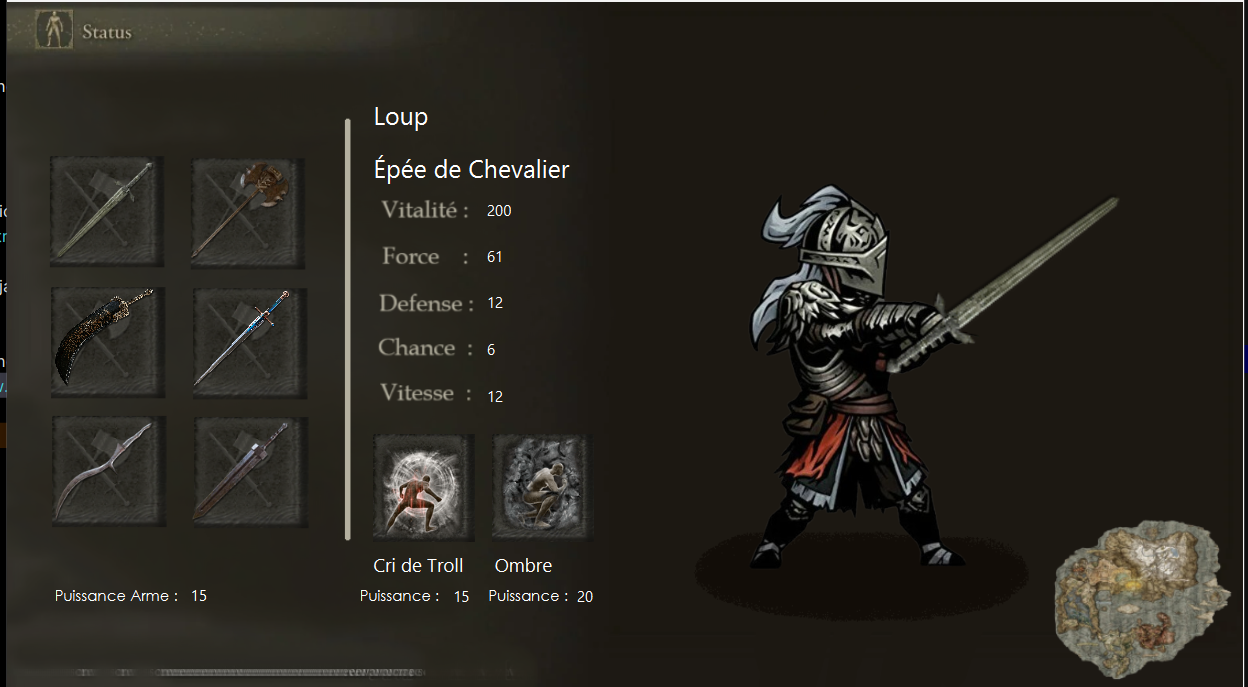 Status
Loup
Épée de Chevalier
Vitalité : 200
Force : 61
Defense : 12
Chance : 6
Vitesse : 12
Cri de Troll Ombre
Puissance Arme : 15 Puissance : 15 Puissance : 20